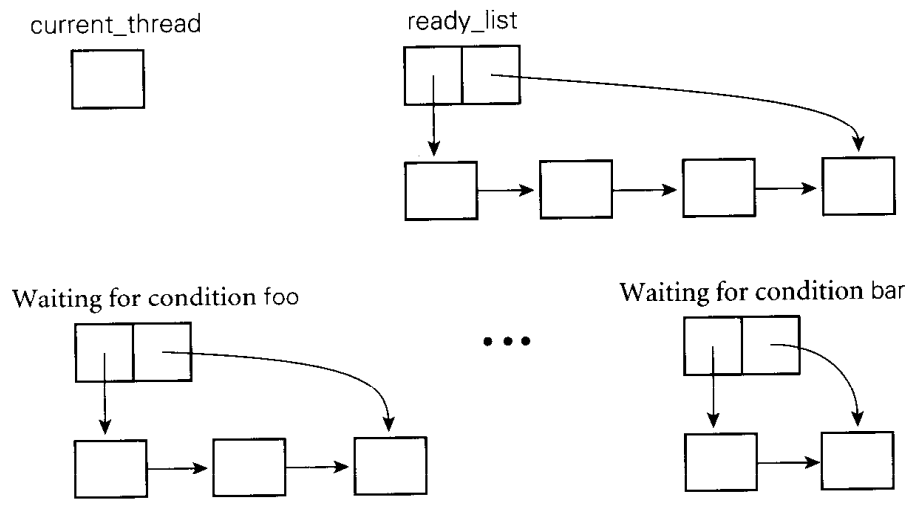 current_thread
ready_list
Waiting for condition foo
Waiting for condition bar